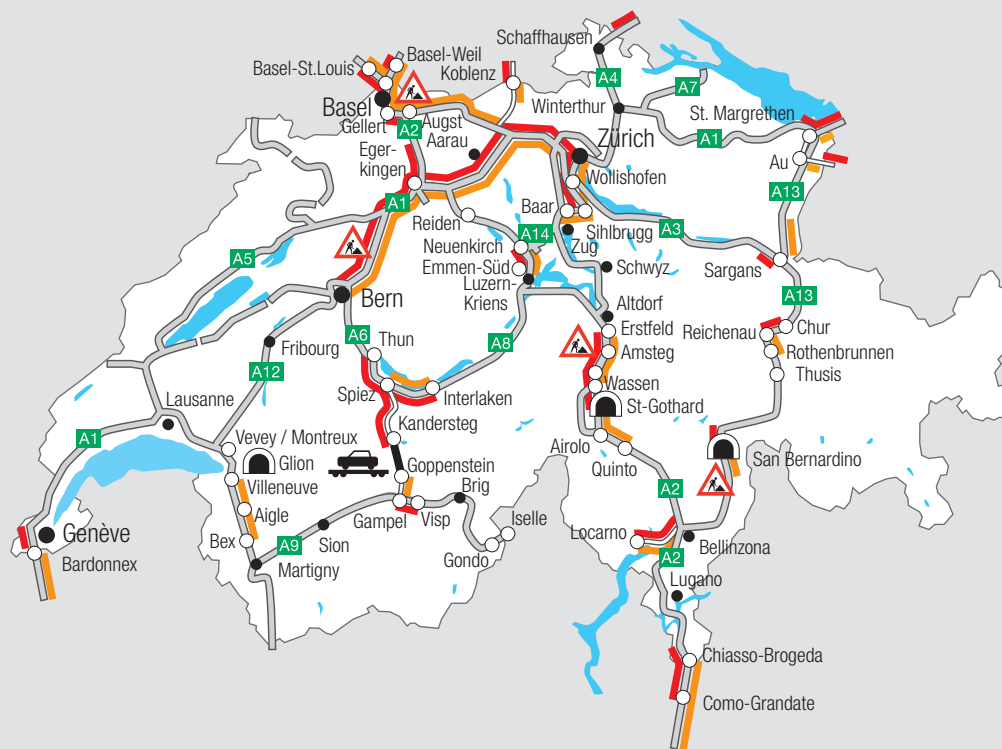 Schaffhausen
Basel-Weil
Basel-St.Louis
Koblenz
A4
A7
Basel
Winterthur
St. Margrethen
Gellert
Augst
A2
Aarau
Zürich
A1
Eger-
kingen
Au
Wollishofen
A13
A1
Baar
Reiden
Sihlbrugg
A3
A14
Neuenkirch
Zug
A5
Emmen-Süd
Schwyz
Sargans
Luzern-
Kriens
Bern
A13
Altdorf
Erstfeld
Reichenau
Chur
A6
A8
Fribourg
Thun
Amsteg
Rothenbrunnen
A12
Thusis
Spiez
Interlaken
Wassen
Lausanne
St-Gothard
Kandersteg
A1
Vevey / Montreux
Airolo
Glion
Goppenstein
Quinto
San Bernardino
Villeneuve
Brig
A2
Aigle
Gampel
Visp
Iselle
Genève
Bex
Sion
Locarno
A9
Gondo
Bellinzona
Bardonnex
Martigny
A2
Lugano
Chiasso-Brogeda
Como-Grandate